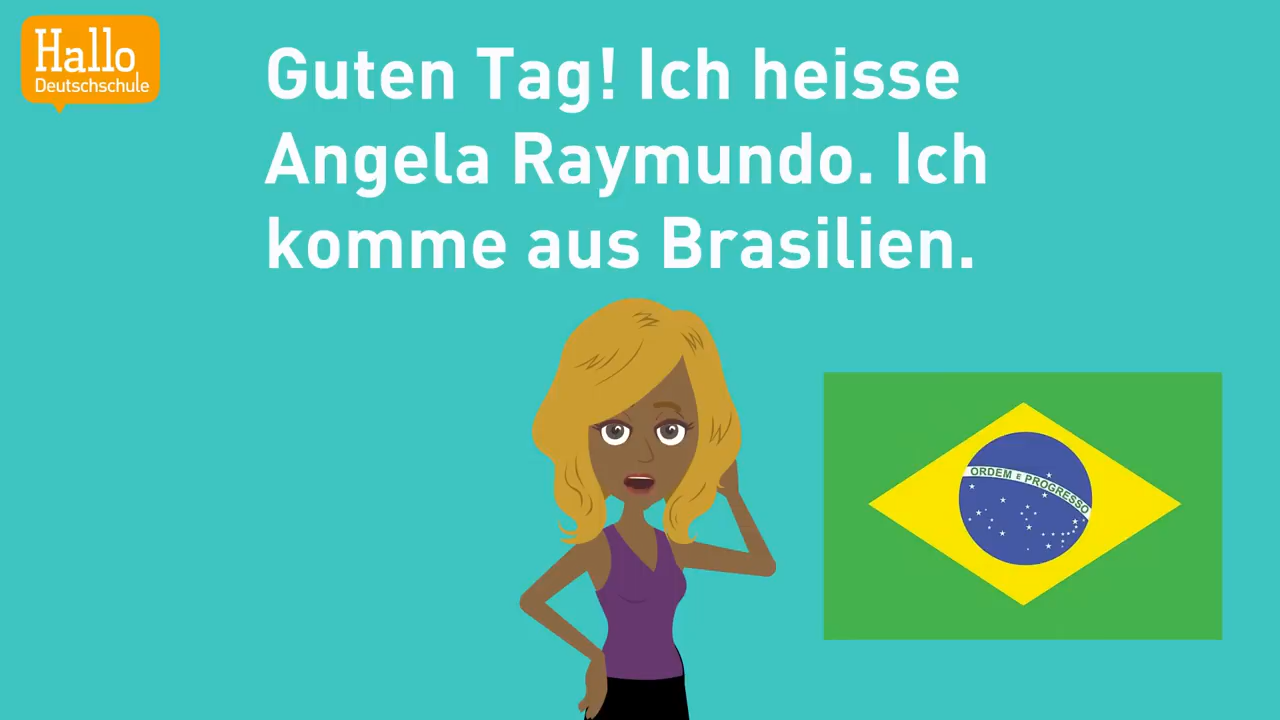 Hallo
Deutschschule
Guten Tag! Ich heisse
Angela Raymundo. Ich
komme aus Brasilien.
ORDEM E PROGRESSO